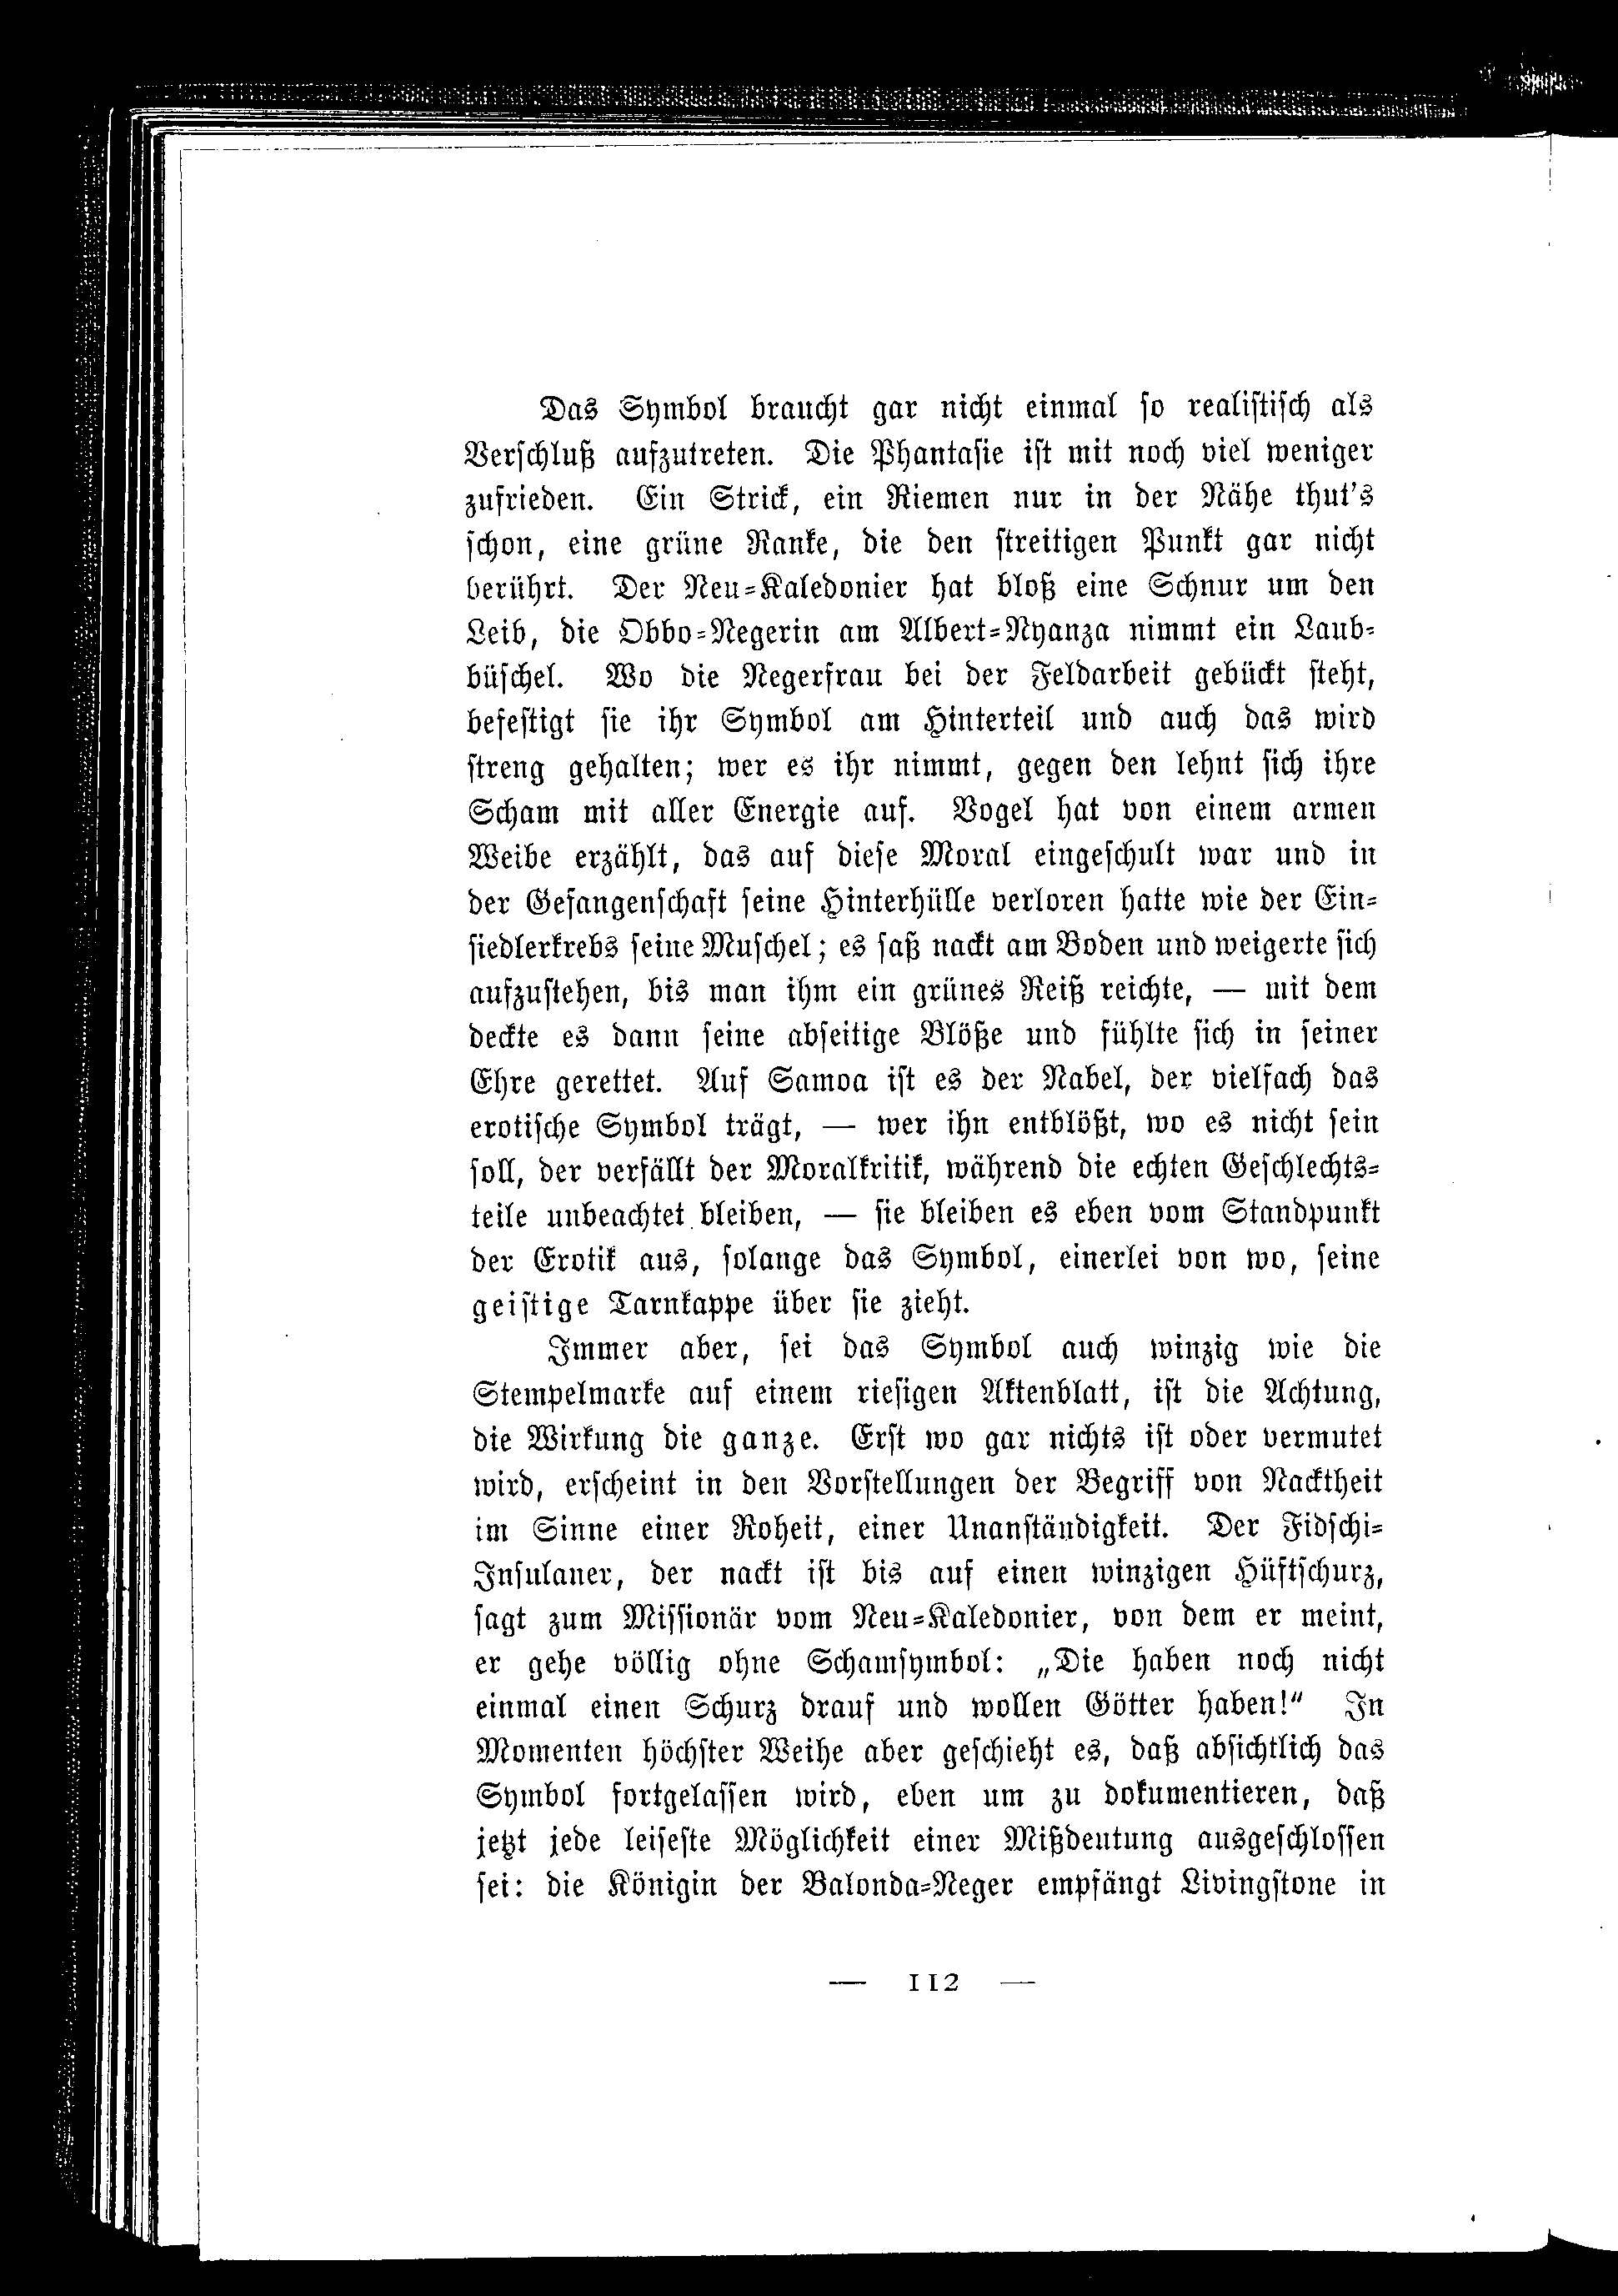 Das Symbol braucht gar nicht einmal so realistisch als
Verschluß aufzutreten. Die Phantasie ist mit noch viel weniger
zufrieden. Ein Strick, ein Riemen nur in der Nähe thut's
schon, eine grüne Ranke, die den streitigen Punkt gar nicht
berührt. Der Neu-Kaledonier hat bloß eine Schnur um den
Leib, die Obbo-Negerin am Albert-Nyanza nimmt ein Laub-
büschel. Wo die Negerfrau bei der Feldarbeit gebückt steht,
befestigt sie ihr Symbol am Hinterteil und auch das wird
streng gehalten; wer es ihr nimmt, gegen den lehnt sich ihre
Scham mit aller Energie auf. Vogel hat von einem armen
Weibe erzählt, das auf diese Moral eingeschult war und in
der Gefangenschaft seine Hinterhülle verloren hatte wie der Ein-
siedlerkrebs seine Muschel; es saß nackt am Boden und weigerte sich
aufzustehen, bis man ihm ein grünes Reiß reichte, — mit dem
deckte es dann seine abseitige Blöße und fühlte sich in seiner
Ehre gerettet. Auf Samoa ist es der Nabel, der vielfach das
erotische Symbol trägt, — wer ihn entblößt, wo es nicht sein
soll, der verfällt der Moralkritik, während die echten Geschlechts-
teile unbeachtet bleiben, — sie bleiben es eben vom Standpunkt
der Erotik aus, solange das Symbol, einerlei von wo, seine
geistige Tarnkappe über sie zieht.
Immer aber, sei das Symbol auch winzig wie die
Stempelmarke auf einem riesigen Aktenblatt, ist die Achtung,
die Wirkung die ganze. Erst wo gar nichts ist oder vermutet
wird, erscheint in den Vorstellungen der Begriff von Nacktheit
im Sinne einer Roheit, einer Unanständigkeit. Der Fidschi-
Insulaner, der nackt ist bis auf einen winzigen Hüftschurz,
sagt zum Missionär vom Neu-Kaledonier, von dem er meint,
er gehe völlig ohne Schamsymbol: „Die haben noch nicht
einmal einen Schurz drauf und wollen Götter haben!“ In
Momenten höchster Weihe aber geschieht es, daß absichtlich das
Symbol fortgelassen wird, eben um zu dokumentieren, daß
jetzt jede leiseste Möglichkeit einer Mißdeutung ausgeschlossen
sei: die Königin der Balonda-Neger empfängt Livingstone in
— 112 —